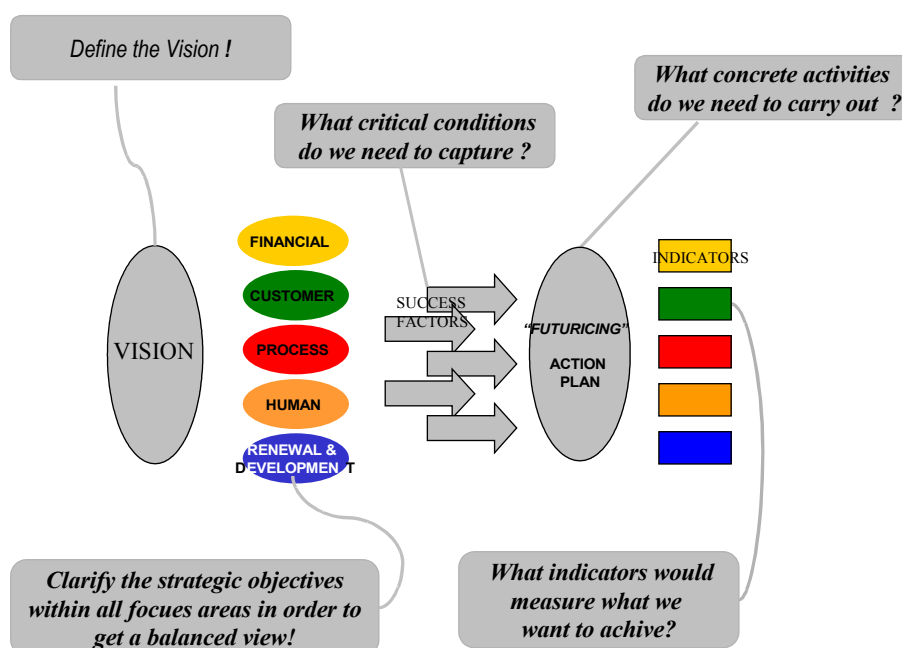 Define the Vision !
What concrete activities
do we need to carry out ?
What critical conditions
do we need to capture ?
VISION
FINANCIAL
CUSTOMER
PROCESS
HUMAN
RENEWAL &
DEVELOPMENT
SUCCESS
FACTORS
"FUTURICING"
ACTION
PLAN
INDICATORS
Clarify the strategic objectives
within all focues areas in order to
get a balanced view!
What indicators would
measure what we
want to achive?